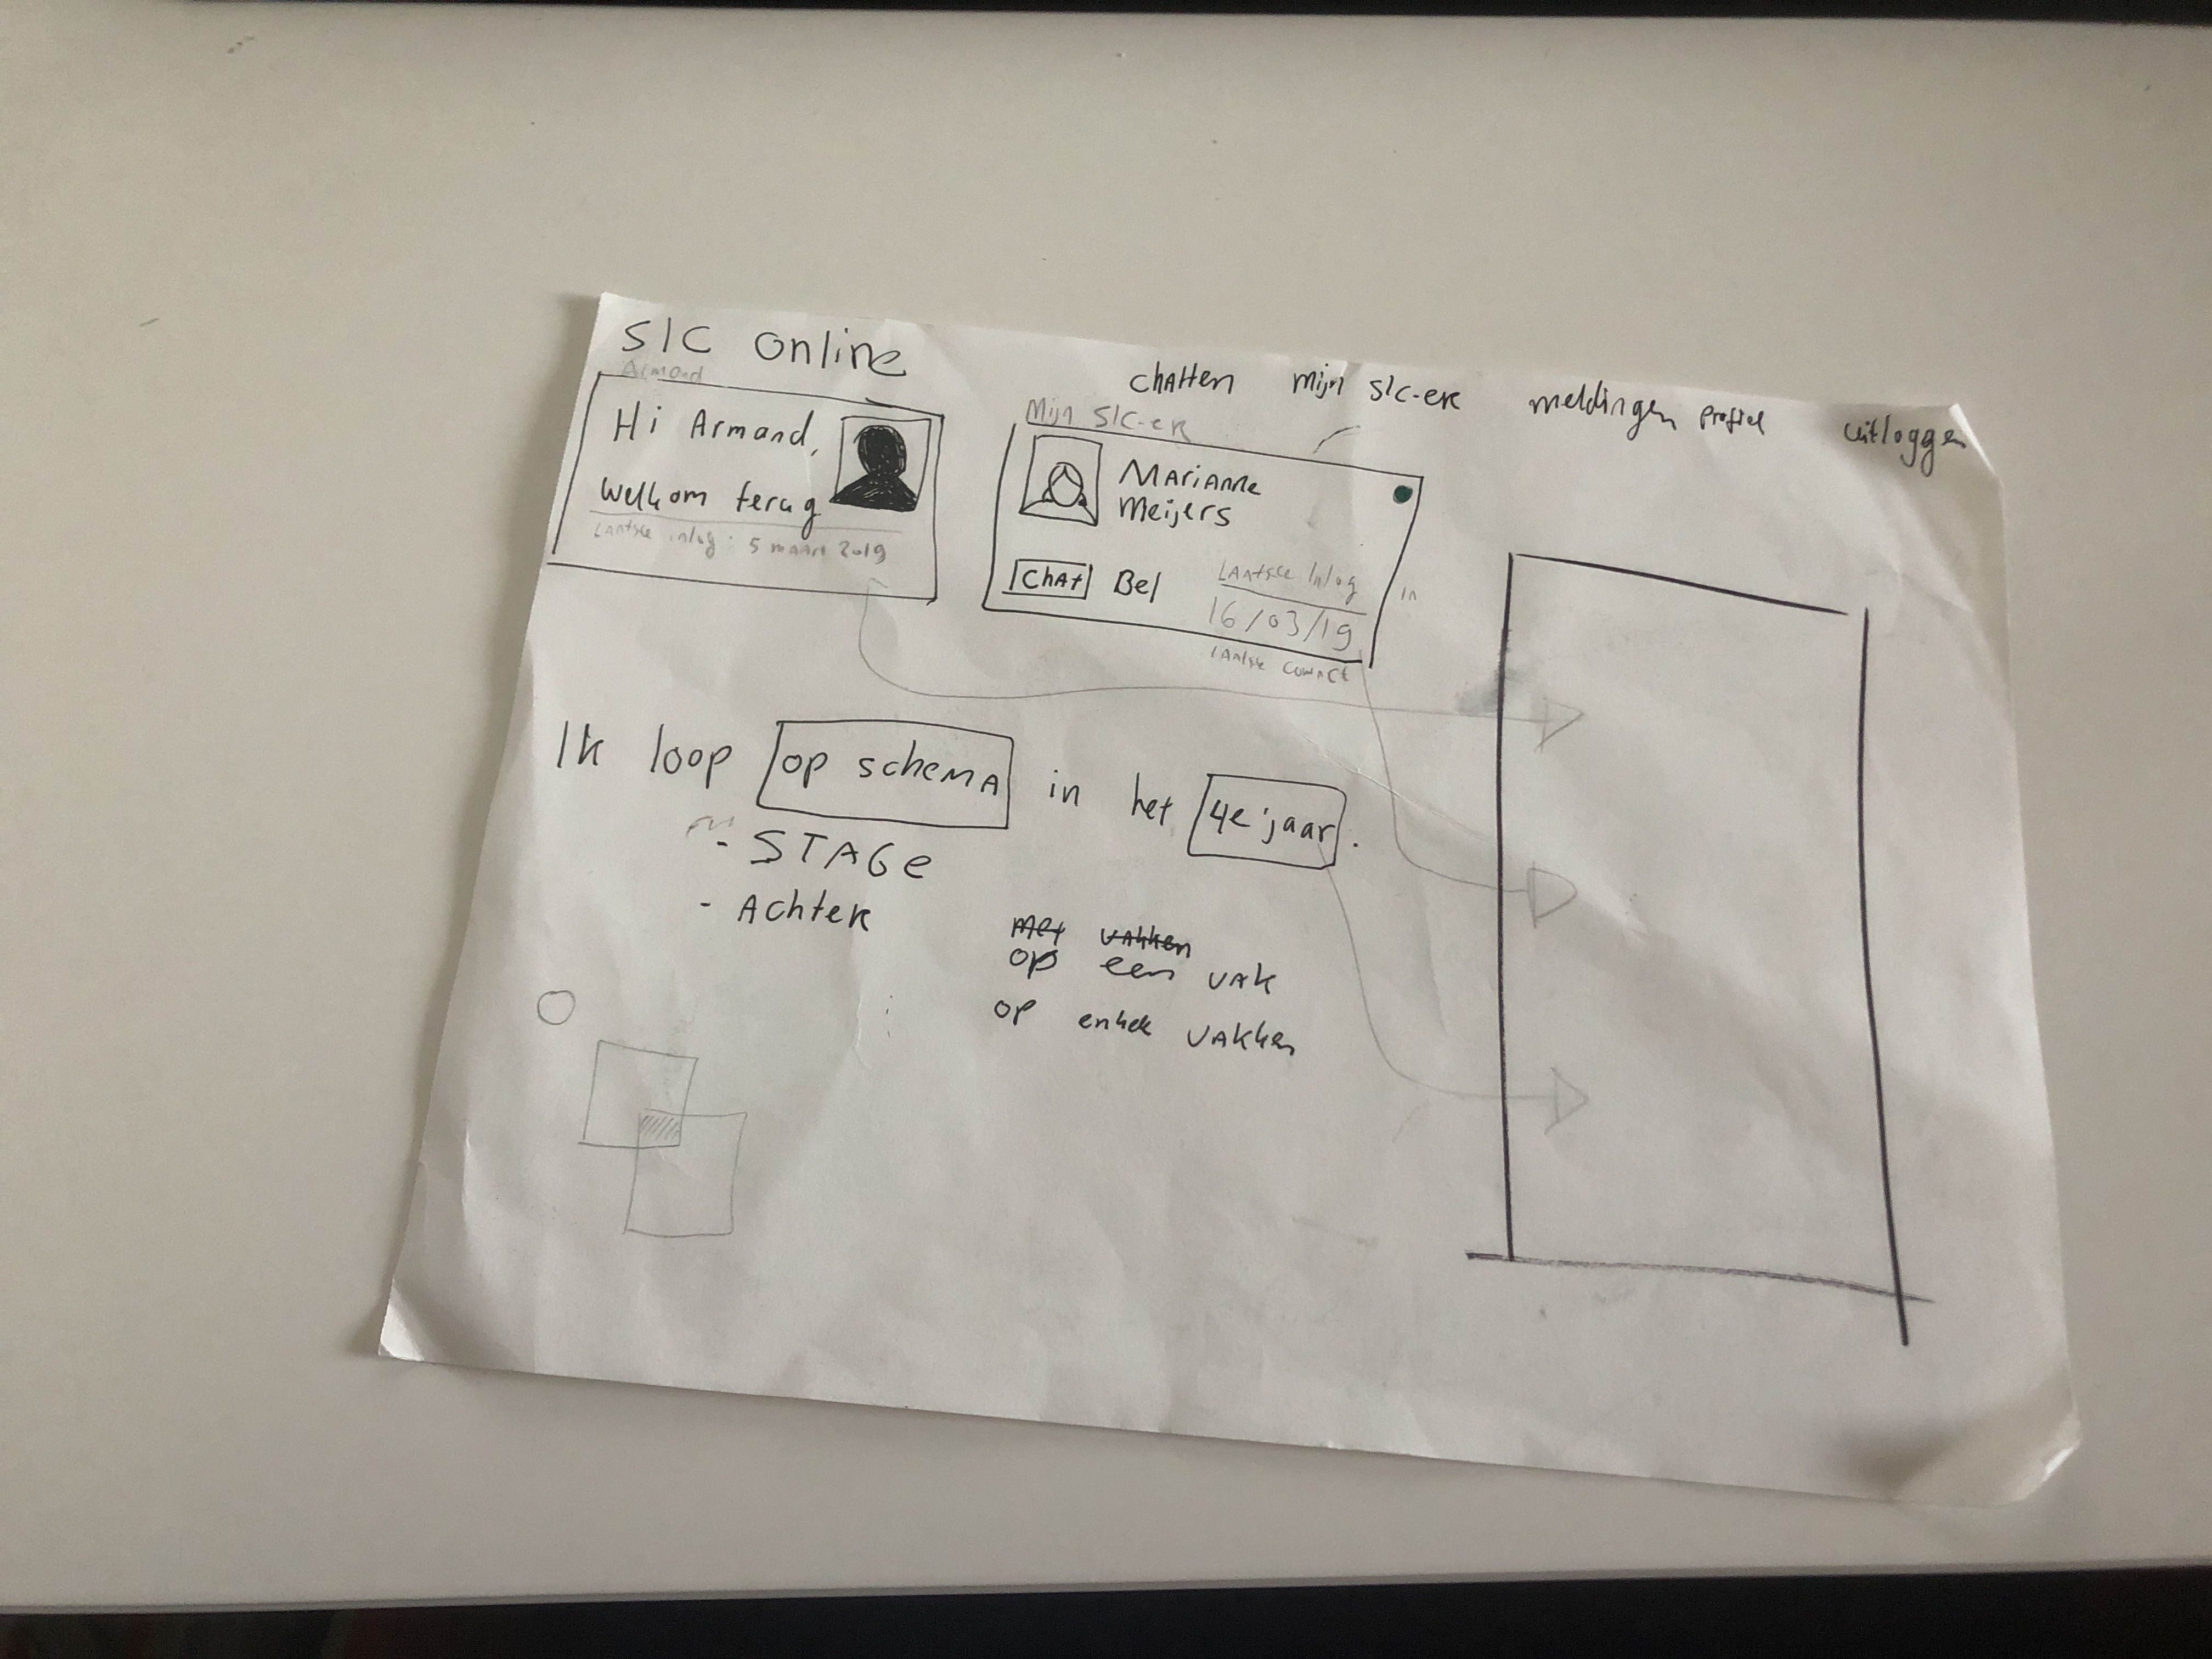 SIC online
chatten mijn SIC-er meldingen profiel uitloggen
Armand
Hi Armand,
Welkom terug
Laatste inlog: 5 maart 2019
Mijn SIC-er
Marianne
Meijers
Chat Bel
Laatste inlog
16/03/19
Laatste
in
Ik loop op schema in het 4e jaar.
- STAGE
- Achter
met vakken
op een vak
op enkele vakken